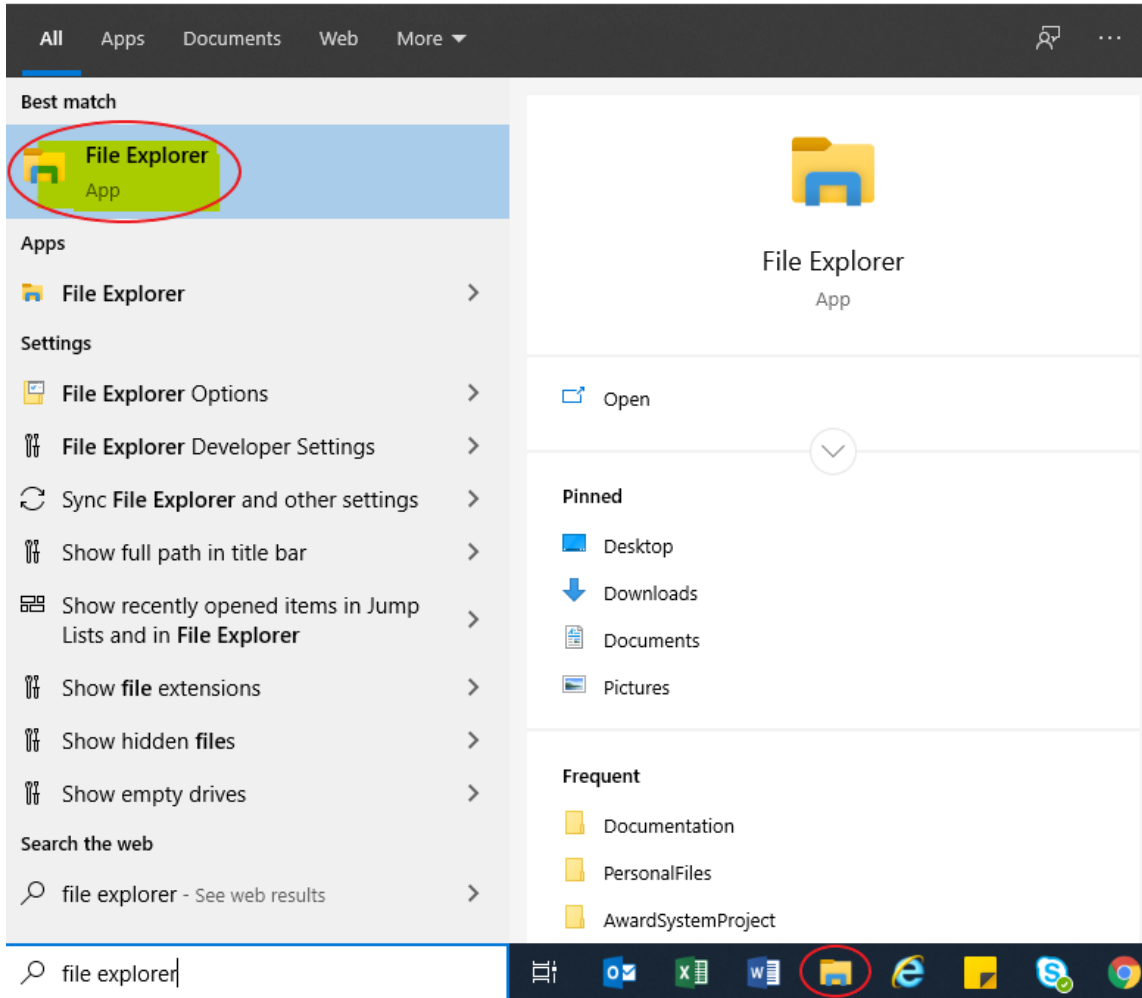 All Apps Documents Web More
Best match
File Explorer
App
Apps
File Explorer
Settings
File Explorer Options
File Explorer Developer Settings
Sync File Explorer and other settings
Show full path in title bar
Show recently opened items in Jump
Lists and in File Explorer
Show file extensions
Show hidden files
Show empty drives
Search the web
file explorer - See web results
file explorer
File Explorer
App
Open
Pinned
Desktop
Downloads
Documents
Pictures
Frequent
Documentation
PersonalFiles
AwardSystemProject